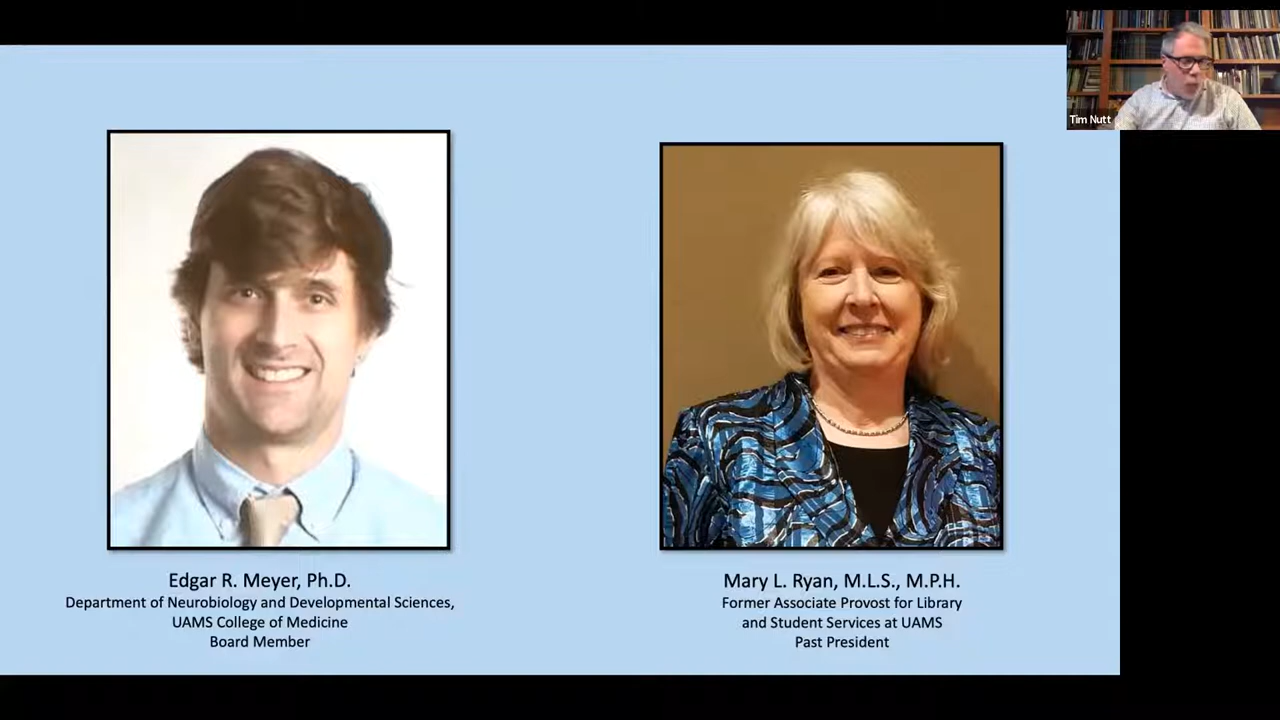 Tim Nutt
Edgar R. Meyer, Ph.D.
Department of Neurobiology and Developmental Sciences,
UAMS College of Medicine
Board Member
Mary L. Ryan, M.L.S., M.P.H.
Former Associate Provost for Library
and Student Services at UAMS
Past President